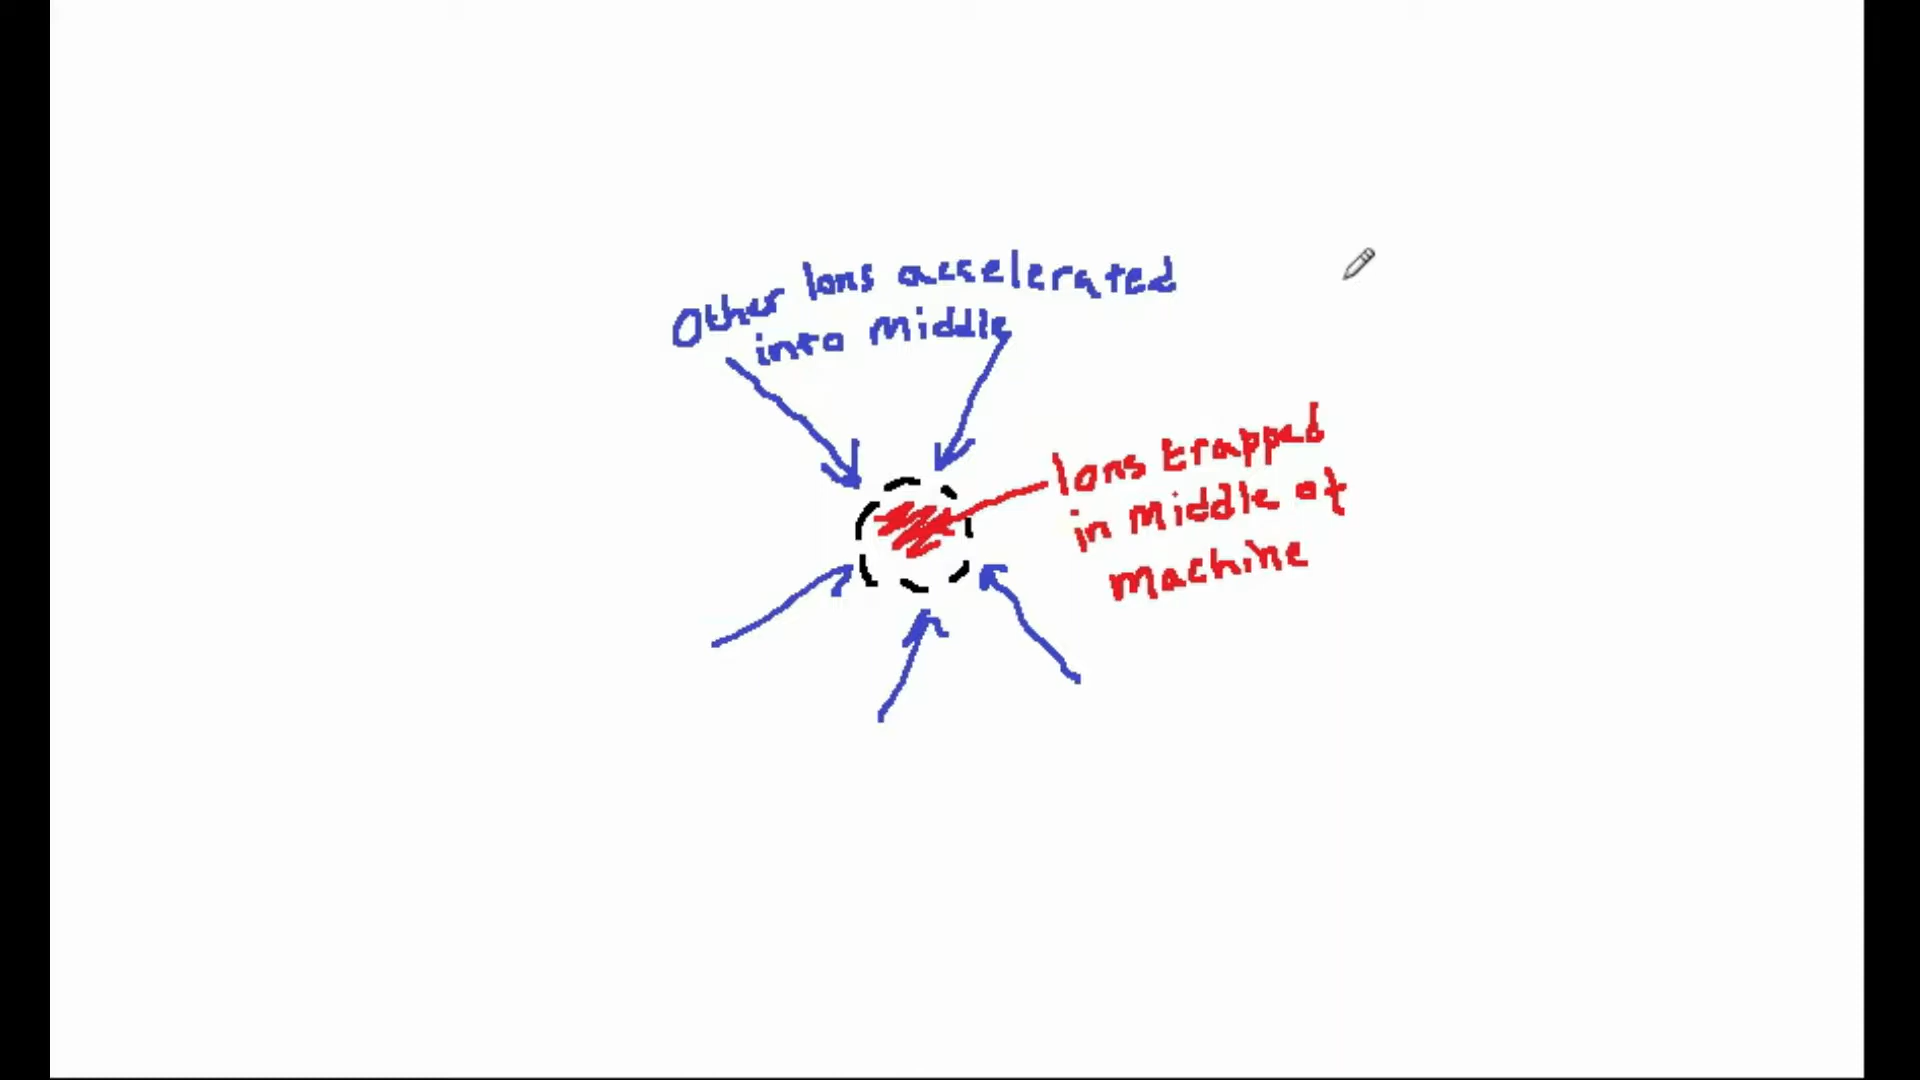 Other Ions accelerated
into middle
Ions trapped
in middle of
machine